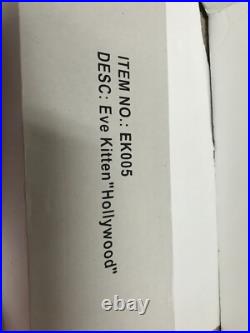 ITEM NO.: EK005
DESC: Eve Kitten"Hollywood"